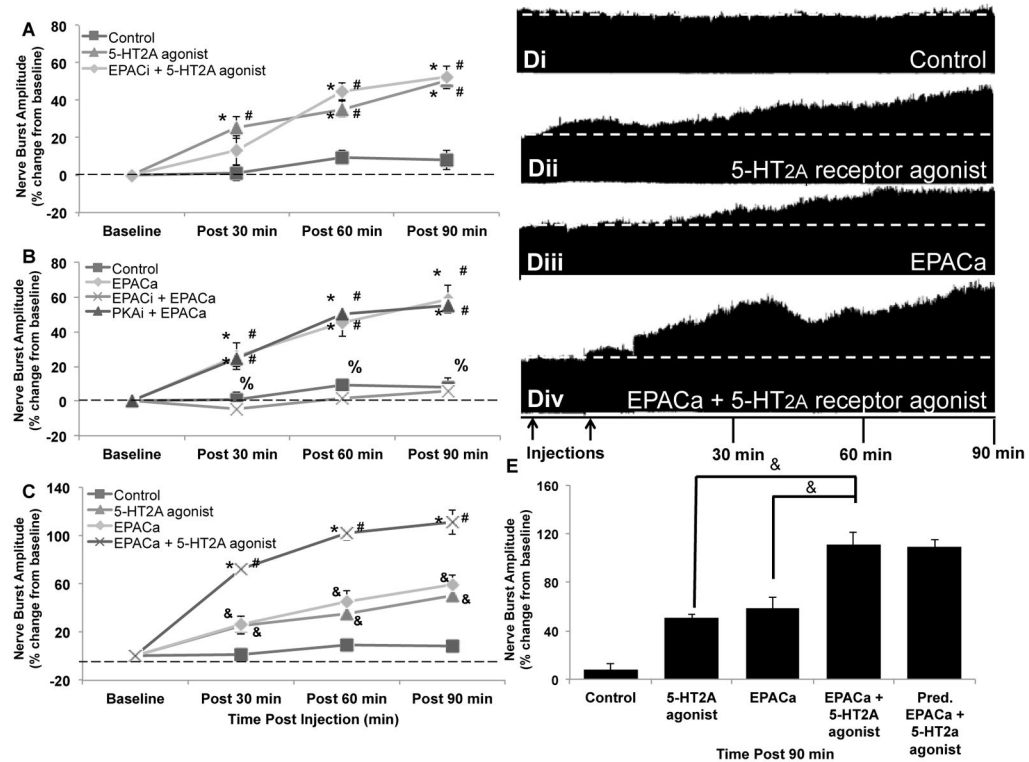 A
Control
5-HT2A agonist
EPACi + 5-HT2A agonist
Nerve Burst Amplitude
(% change from baseline)
60
40
20
0
-20
* #
* #
* #
* #
* #
Baseline
Post 30 min
Post 60 min
Post 90 min
B
Control
EPACa
EPACi + EPACa
PKAi + EPACa
Nerve Burst Amplitude
(% change from baseline)
80
60
40
20
0
-20
* #
* #
%
* #
* #
%
* #
* #
%
Baseline
Post 30 min
Post 60 min
Post 90 min
C
Control
5-HT2A agonist
EPACa
EPACa + 5-HT2A agonist
Nerve Burst Amplitude
(% change from baseline)
140
100
60
20
-20
* #
* #
* #
&
&
&
&
&
&
Baseline
Post 30 min
Post 60 min
Post 90 min
Time Post Injection (min)
Di
Control
Dii
5-HT2A receptor agonist
Diii
EPACa
Div
EPACa + 5-HT2A receptor agonist
Injections
30 min
60 min
90 min
E
Nerve Burst Amplitude
(% change from baseline)
160
120
80
40
0
&
&
Control
5-HT2A
agonist
EPACa
EPACa +
5-HT2A
agonist
Pred.
EPACa +
5-HT2a
agonist
Time Post 90 min